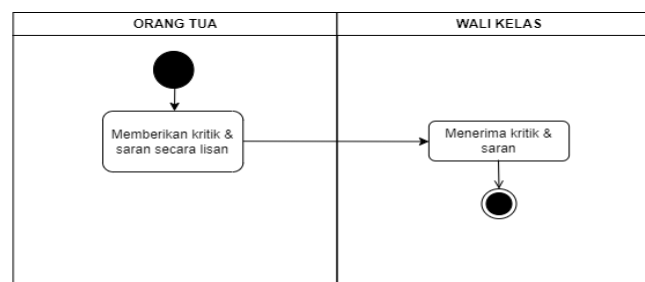 ORANG TUA
WALI KELAS
Memberikan kritik &
saran secara lisan
Menerima kritik &
saran